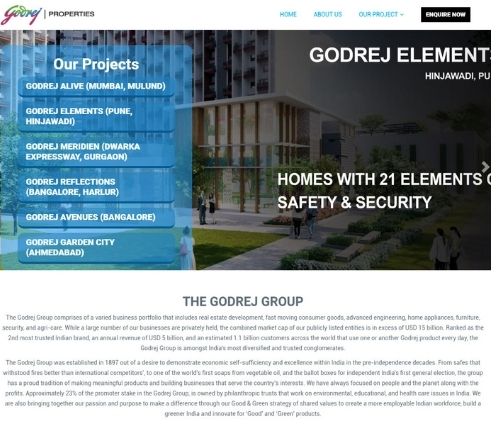 Godrej | PROPERTIES
HOME ABOUT US OUR PROJECT ENQUIRE NOW
Our Projects
GODREJ ALIVE (MUMBAI, MULUND)
GODREJ ELEMENTS (PUNE,
HINJAWADI)
GODREJ MERIDIEN (DWARKA
EXPRESSWAY, GURGAON)
GODREJ REFLECTIONS
(BANGALORE, HARLUR)
GODREJ AVENUES (BANGALORE)
GODREJ GARDEN CITY
(AHMEDABAD)
GODREJ ELEMENTS
HINJAWADI, PU
HOMES WITH 21 ELEMENTS O
SAFETY & SECURITY
THE GODREJ GROUP
The Godrej Group comprises of a varied business portfolio that includes real estate development, fast moving consumer goods, advanced engineering, home appliances, furniture,
security, and agri-care. While a large number of our businesses are privately held, the combined market cap of our publicly listed entities is in excess of USD 15 billion. Ranked as the
2nd most trusted Indian brand, an annual revenue of USD 5 billion, and an estimated 1.1 billion customers across the world that use one or another Godrej product every day, the
Godrej Group is amongst India's most diversified and trusted conglomerates.
The Godrej Group was established in 1897 out of a desire to demonstrate economic self-sufficiency and excellence within India in the pre-independence decades. From safes that
withstood fires better than international competitors', to one of the world's first soaps from vegetable oil, and the ballot boxes for independent India's first general election, the group
has a proud tradition of making meaningful products and building businesses that serve the country's interests. We have always focused on people and the planet along with the
profits. Approximately 23% of the promoter stake in the Godrej Group, is owned by philanthropic trusts that work on environmental, educational, and health care issues in India. We
are also bringing together our passion and purpose to make a difference through our Good & Green strategy of shared values to create a more employable Indian workforce, build a
greener India and innovate for 'Good' and 'Green' products.